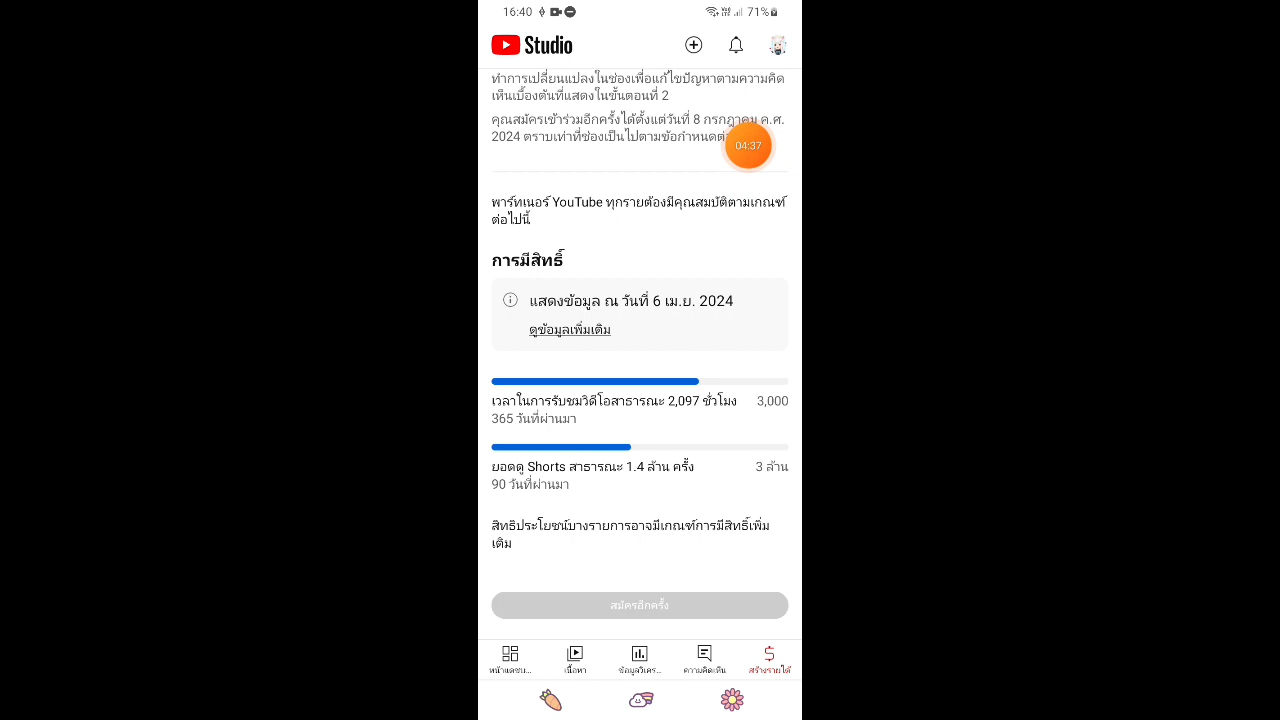 16:40
71%
Studio
ทำการเปลี่ยนแปลงในช่องเพื่อแก้ไขปัญหาตามความคิด
เห็นเบื้องต้นที่แสดงในขั้นตอนที่ 2
คุณสมัครเข้าร่วมอีกครั้งได้ตั้งแต่วันที่ 8 กรกฎาคม ค.ศ.
2024 ตราบเท่าที่ช่องเป็นไปตามข้อกำหนด
04:37
พาร์ทเนอร์ YouTube ทุกรายต้องมีคุณสมบัติตามเกณฑ์
ต่อไปนี้
การมีสิทธิ์
แสดงข้อมูล ณ วันที่ 6 เม.ย. 2024
ดูข้อมูลเพิ่มเติม
เวลาในการรับชมวิดีโอสาธารณะ 2,097 ชั่วโมง 3,000
365 วันที่ผ่านมา
ยอดดู Shorts สาธารณะ 1.4 ล้าน ครั้ง 3 ล้าน
90 วันที่ผ่านมา
สิทธิประโยชน์บางรายการอาจมีเกณฑ์การมีสิทธิ์เพิ่ม
เติม
สมัครอีกครั้ง
หน้าแดชบ... เนื้อหา ข้อมูลวิเคร... ความคิดเห็น สร้างรายได้